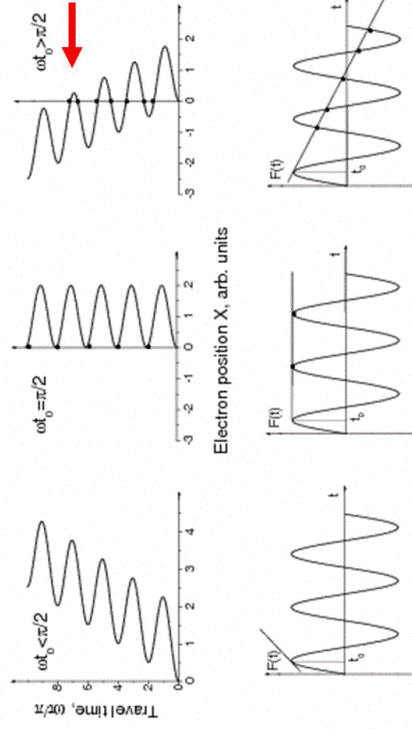 ωt₀<π/2
ωt₀=π/2
ωt₀>π/2
Travel time, ωτ/π
8
6
4
2
0
0 1 2 3 4
-3 -2 -1 0 1 2
-3 -2 -1 0 1 2
Electron position X, arb. units
F(t)
t₀
t
F(t)
t₀
t
F(t)
t₀
t